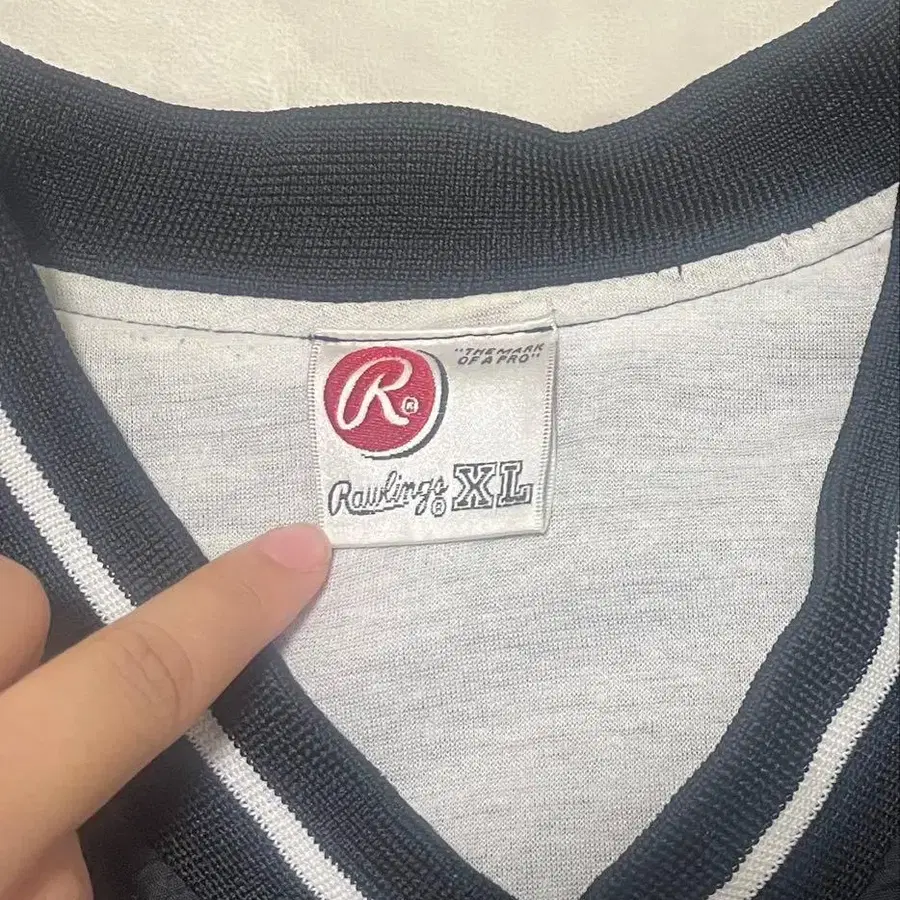 "THE MARK
OF A PRO"
R®
Rawlings® XL